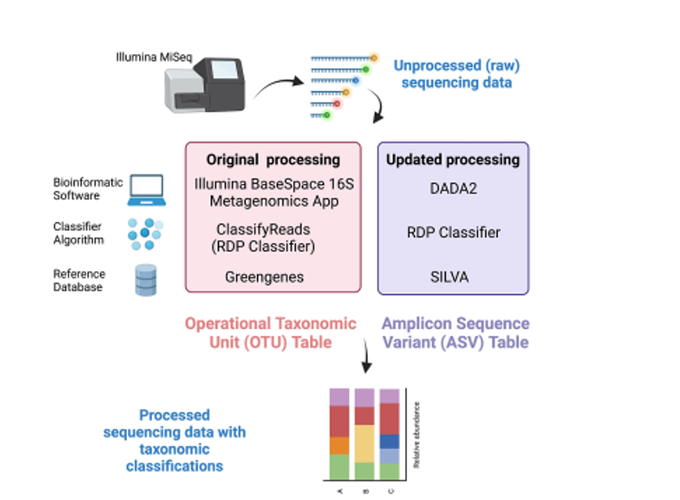 Illumina MiSeq
Unprocessed (raw)
sequencing data
Original processing
Updated processing
Bioinformatic
Software
Illumina BaseSpace 16S
Metagenomics App
DADA2
Classifier
Algorithm
ClassifyReads
(RDP Classifier)
RDP Classifier
Reference
Database
Greengenes
SILVA
Operational Taxonomic
Unit (OTU) Table
Amplicon Sequence
Variant (ASV) Table
Processed
sequencing data with
taxonomic
classifications
Relative abundance
A
B
C